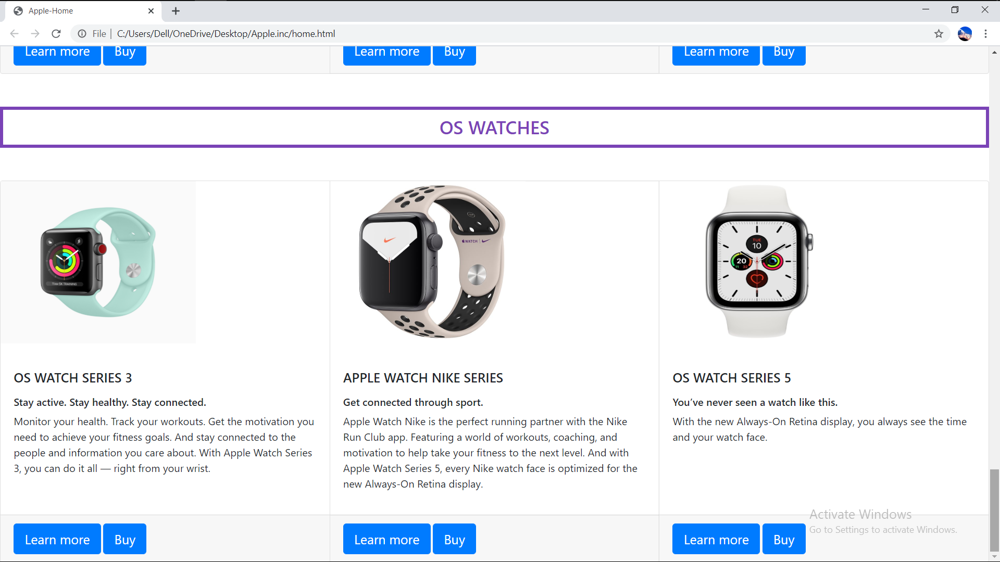 Apple-Home
File | C:/Users/Dell/OneDrive/Desktop/Apple.inc/home.html
Learn more Buy Learn more Buy Learn more Buy
OS WATCHES
11AM 5K TRAINING
WATCH
TUE
10
20
11 32
OS WATCH SERIES 3
Stay active. Stay healthy. Stay connected.
Monitor your health. Track your workouts. Get the motivation you
need to achieve your fitness goals. And stay connected to the
people and information you care about. With Apple Watch Series
3, you can do it all — right from your wrist.
Learn more Buy
APPLE WATCH NIKE SERIES
Get connected through sport.
Apple Watch Nike is the perfect running partner with the Nike
Run Club app. Featuring a world of workouts, coaching, and
motivation to help take your fitness to the next level. And with
Apple Watch Series 5, every Nike watch face is optimized for the
new Always-On Retina display.
Learn more Buy
OS WATCH SERIES 5
You’ve never seen a watch like this.
With the new Always-On Retina display, you always see the time
and your watch face.
Learn more Buy
Activate Windows
Go to Settings to activate Windows.